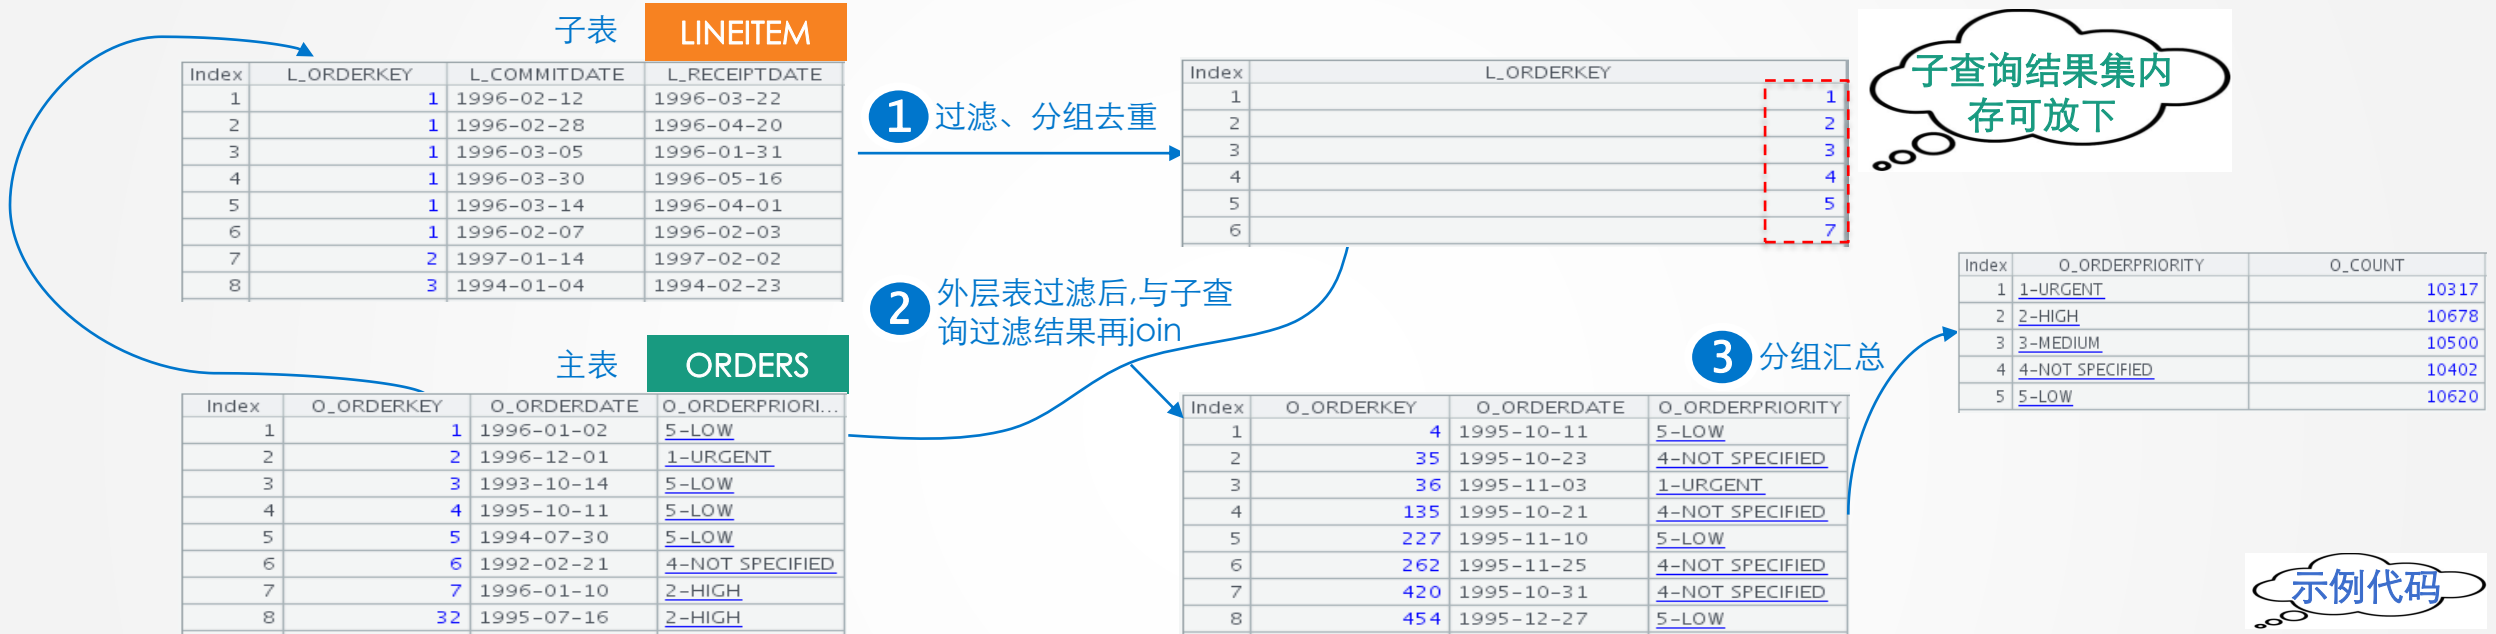 子表 LINEITEM
Index L_ORDERKEY L_COMMITDATE L_RECEIPTDATE
1 1 1996-02-12 1996-03-22
2 1 1996-02-28 1996-04-20
3 1 1996-03-05 1996-01-31
4 1 1996-03-30 1996-05-16
5 1 1996-03-14 1996-04-01
6 1 1996-02-07 1996-02-03
7 2 1997-01-14 1997-02-02
8 3 1994-01-04 1994-02-23
1 过滤、分组去重
Index L_ORDERKEY
1 1
2 2
3 3
4 4
5 5
6 7
子查询结果集内
存可放下
2 外层表过滤后,与子查
询过滤结果再join
主表 ORDERS
Index O_ORDERKEY O_ORDERDATE O_ORDERPRIORI...
1 1 1996-01-02 5-LOW
2 2 1996-12-01 1-URGENT
3 3 1993-10-14 5-LOW
4 4 1995-10-11 5-LOW
5 5 1994-07-30 5-LOW
6 6 1992-02-21 4-NOT SPECIFIED
7 7 1996-01-10 2-HIGH
8 32 1995-07-16 2-HIGH
Index O_ORDERKEY O_ORDERDATE O_ORDERPRIORITY
1 4 1995-10-11 5-LOW
2 35 1995-10-23 4-NOT SPECIFIED
3 36 1995-11-03 1-URGENT
4 135 1995-10-21 4-NOT SPECIFIED
5 227 1995-11-10 5-LOW
6 262 1995-11-25 4-NOT SPECIFIED
7 420 1995-10-31 4-NOT SPECIFIED
8 454 1995-12-27 5-LOW
3 分组汇总
Index O_ORDERPRIORITY O_COUNT
1 1-URGENT 10317
2 2-HIGH 10678
3 3-MEDIUM 10500
4 4-NOT SPECIFIED 10402
5 5-LOW 10620
示例代码